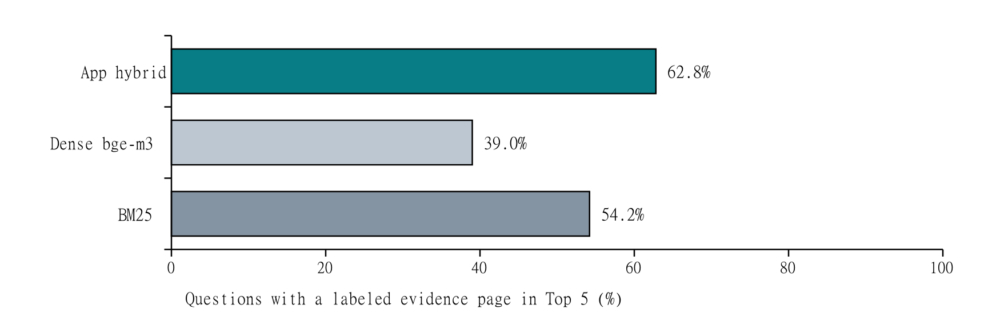 App hybrid 62.8%
Dense bge-m3 39.0%
BM25 54.2%
0 20 40 60 80 100
Questions with a labeled evidence page in Top 5 (%)